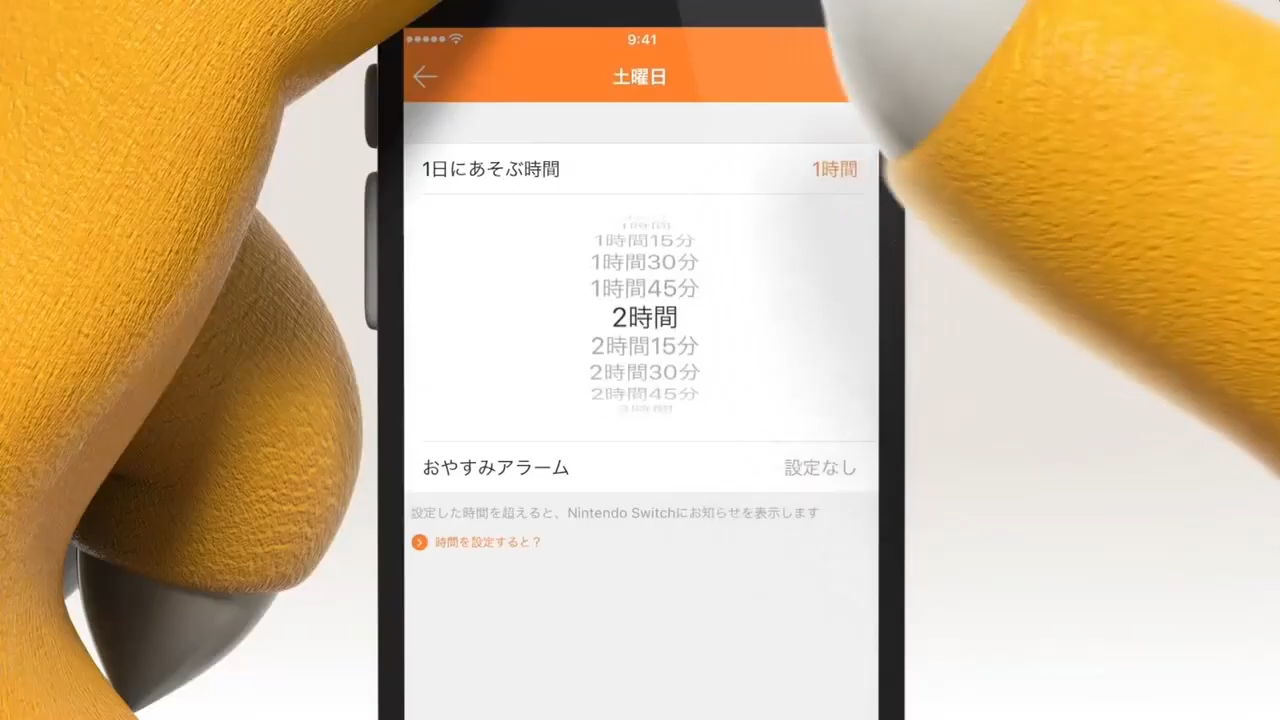 9:41
土曜日
1日にあそぶ時間 1時間
1時間15分
1時間30分
1時間45分
2時間
2時間15分
2時間30分
2時間45分
おやすみアラーム 設定なし
設定した時間を超えると、Nintendo Switchにお知らせを表示します
時間を設定すると？